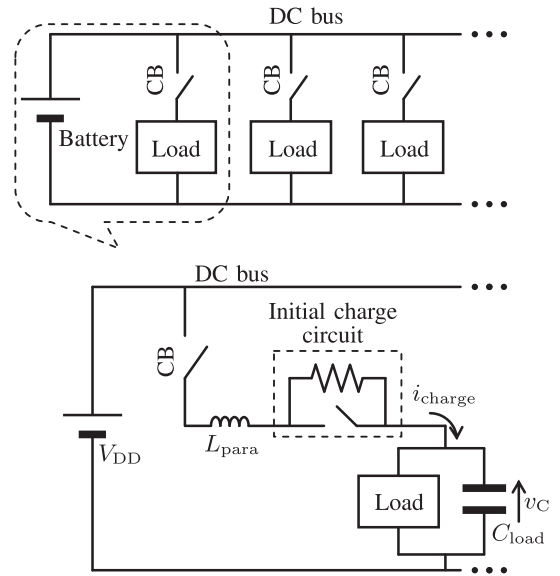 DC bus
CB
CB
CB
Battery
Load
Load
Load
DC bus
Initial charge
circuit
CB
i_charge
L_para
V_DD
Load
v_C
C_load